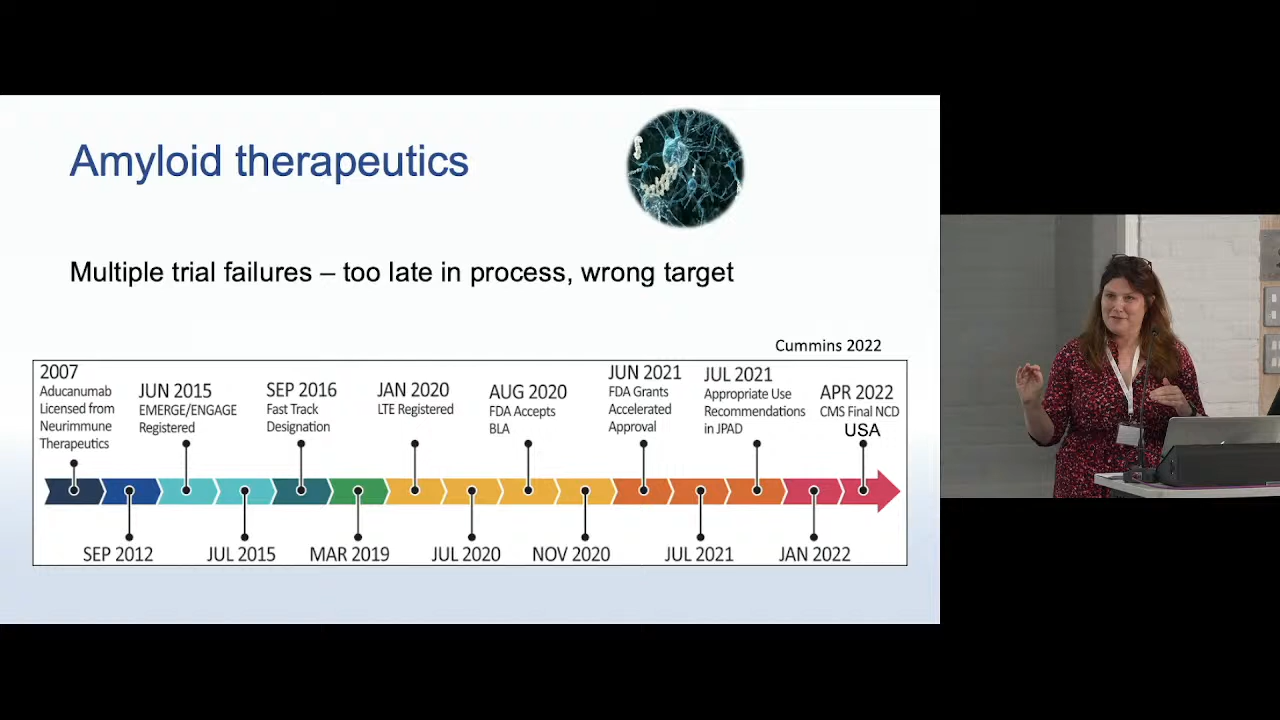 Amyloid therapeutics
Multiple trial failures – too late in process, wrong target
Cummins 2022
2007
Aducanumab
Licensed from
Neurimmune
Therapeutics
JUN 2015
EMERGE/ENGAGE
Registered
SEP 2016
Fast Track
Designation
JAN 2020
LTE Registered
AUG 2020
FDA Accepts
BLA
JUN 2021
FDA Grants
Accelerated
Approval
JUL 2021
Appropriate Use
Recommendations
in JPAD
APR 2022
CMS Final NCD
USA
SEP 2012
JUL 2015
MAR 2019
JUL 2020
NOV 2020
JUL 2021
JAN 2022